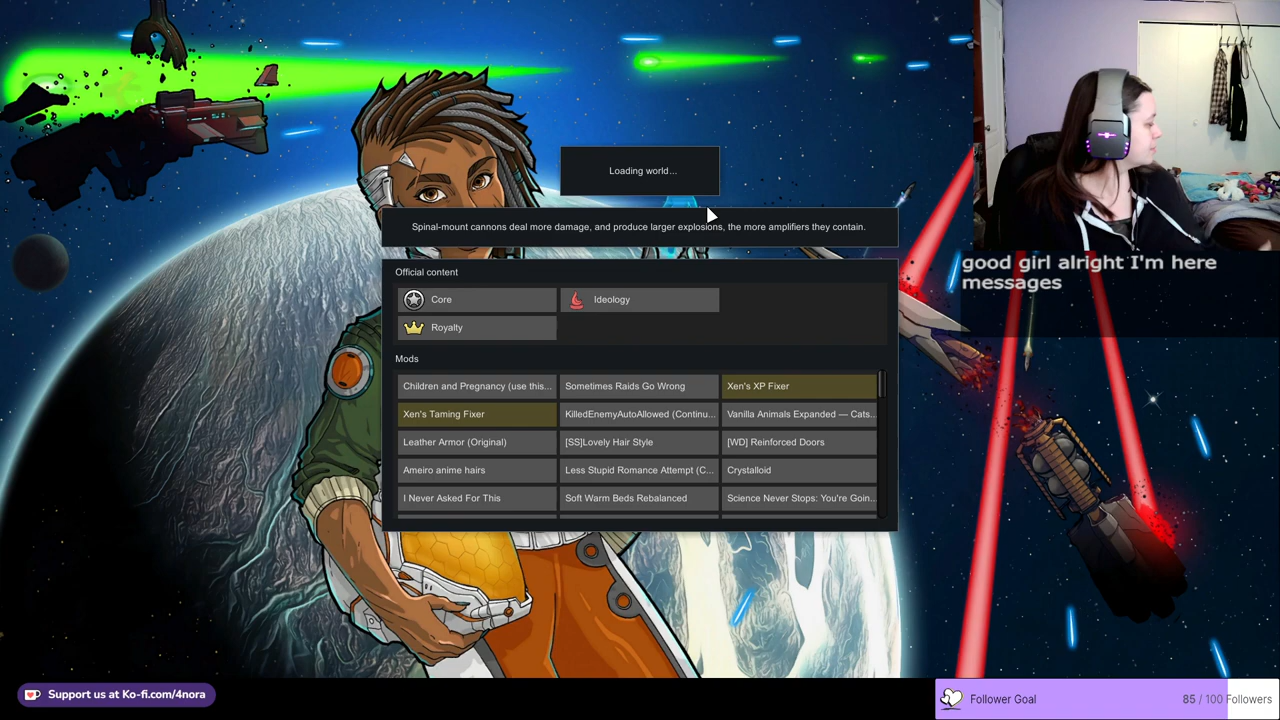 Loading world...
Spinal-mount cannons deal more damage, and produce larger explosions, the more amplifiers they contain.
good girl alright I'm here
messages
Official content
Core
Ideology
Royalty
Mods
Children and Pregnancy (use this...
Sometimes Raids Go Wrong
Xen's XP Fixer
Xen's Taming Fixer
KilledEnemyAutoAllowed (Continu...
Vanilla Animals Expanded — Cats...
Leather Armor (Original)
[SS]Lovely Hair Style
[WD] Reinforced Doors
Ameiro anime hairs
Less Stupid Romance Attempt (C...
Crystalloid
I Never Asked For This
Soft Warm Beds Rebalanced
Science Never Stops: You're Goin...
Support us at Ko-fi.com/4nora
Follower Goal
85 / 100 Followers